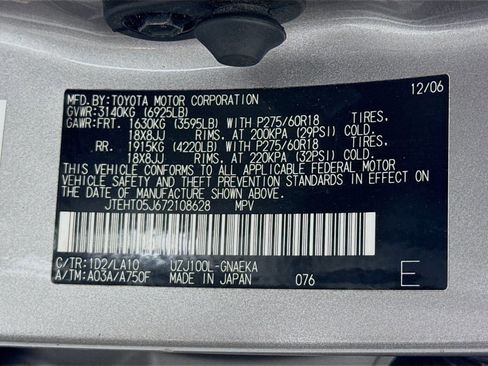 12/06
MFD.BY:TOYOTA MOTOR CORPORATION
GVWR:3140KG (6925LB)
GAWR: FRT. 1630KG (3595LB) WITH P275/60R18 TIRES,
18X8JJ RIMS, AT 200KPA (29PSI) COLD.
RR. 1915KG (4220LB) WITH P275/60R18 TIRES,
18X8JJ RIMS, AT 220KPA (32PSI) COLD.
THIS VEHICLE CONFORMS TO ALL APPLICABLE FEDERAL MOTOR
VEHICLE SAFETY AND THEFT PREVENTION STANDARDS IN EFFECT
ON THE DATE OF MANUFACTURE SHOWN ABOVE.
JTEHT05J672108628 MPV
C/TR:1D2/LA10 UZJ100L-GNAEKA
A/TM:A03A/A750F MADE IN JAPAN 076 E